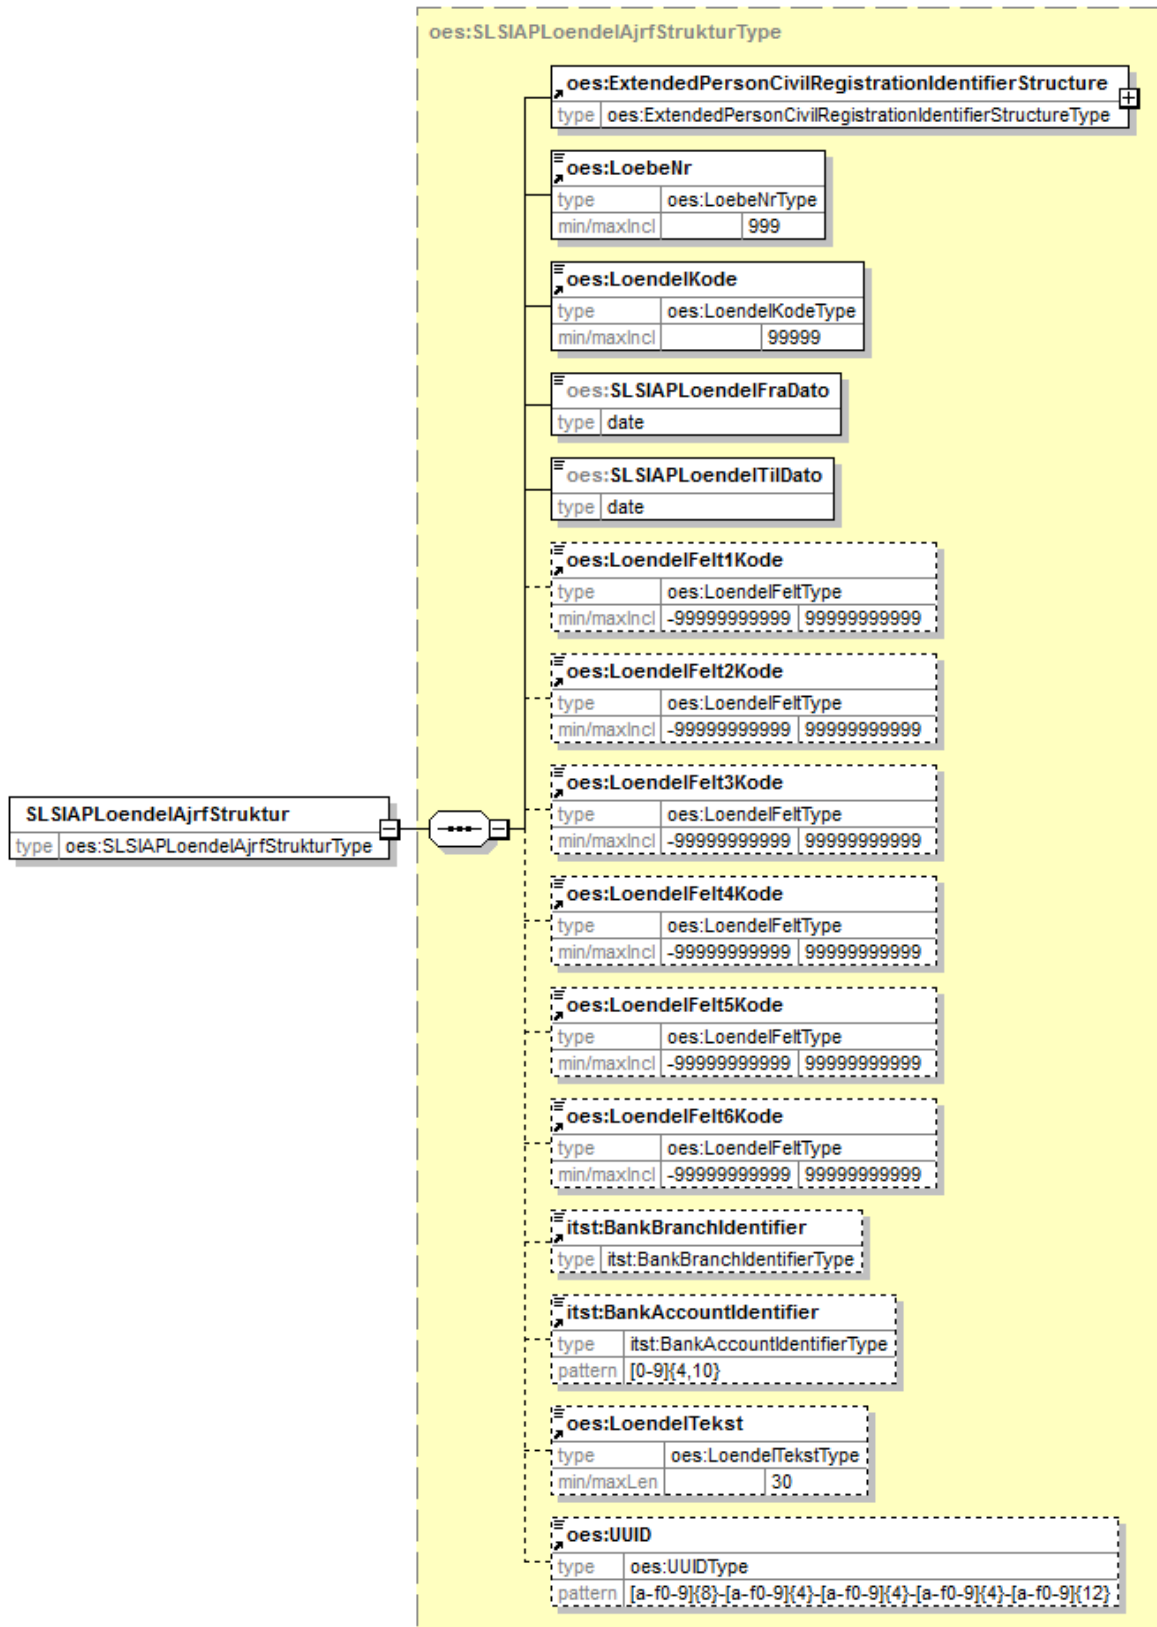 oes:SLSIAPLoendelAjrfStrukturType
oes:ExtendedPersonCivilRegistrationIdentifierStructure
type oes:ExtendedPersonCivilRegistrationIdentifierStructureType
oes:LoebeNr
type oes:LoebeNrType
min/maxIncl 999
oes:LoendelKode
type oes:LoendelKodeType
min/maxIncl 99999
oes:SLSIAPLoendelFraDato
type date
oes:SLSIAPLoendelTilDato
type date
oes:LoendelFelt1Kode
type oes:LoendelFeltType
min/maxIncl -99999999999 99999999999
oes:LoendelFelt2Kode
type oes:LoendelFeltType
min/maxIncl -99999999999 99999999999
oes:LoendelFelt3Kode
type oes:LoendelFeltType
min/maxIncl -99999999999 99999999999
SLSIAPLoendelAjrfStruktur
type oes:SLSIAPLoendelAjrfStrukturType
oes:LoendelFelt4Kode
type oes:LoendelFeltType
min/maxIncl -99999999999 99999999999
oes:LoendelFelt5Kode
type oes:LoendelFeltType
min/maxIncl -99999999999 99999999999
oes:LoendelFelt6Kode
type oes:LoendelFeltType
min/maxIncl -99999999999 99999999999
itst:BankBranchIdentifier
type itst:BankBranchIdentifierType
itst:BankAccountIdentifier
type itst:BankAccountIdentifierType
pattern [0-9]{4,10}
oes:LoendelTekst
type oes:LoendelTekstType
min/maxLen 30
oes:UUID
type oes:UUIDType
pattern [a-f0-9]{8}-[a-f0-9]{4}-[a-f0-9]{4}-[a-f0-9]{4}-[a-f0-9]{12}